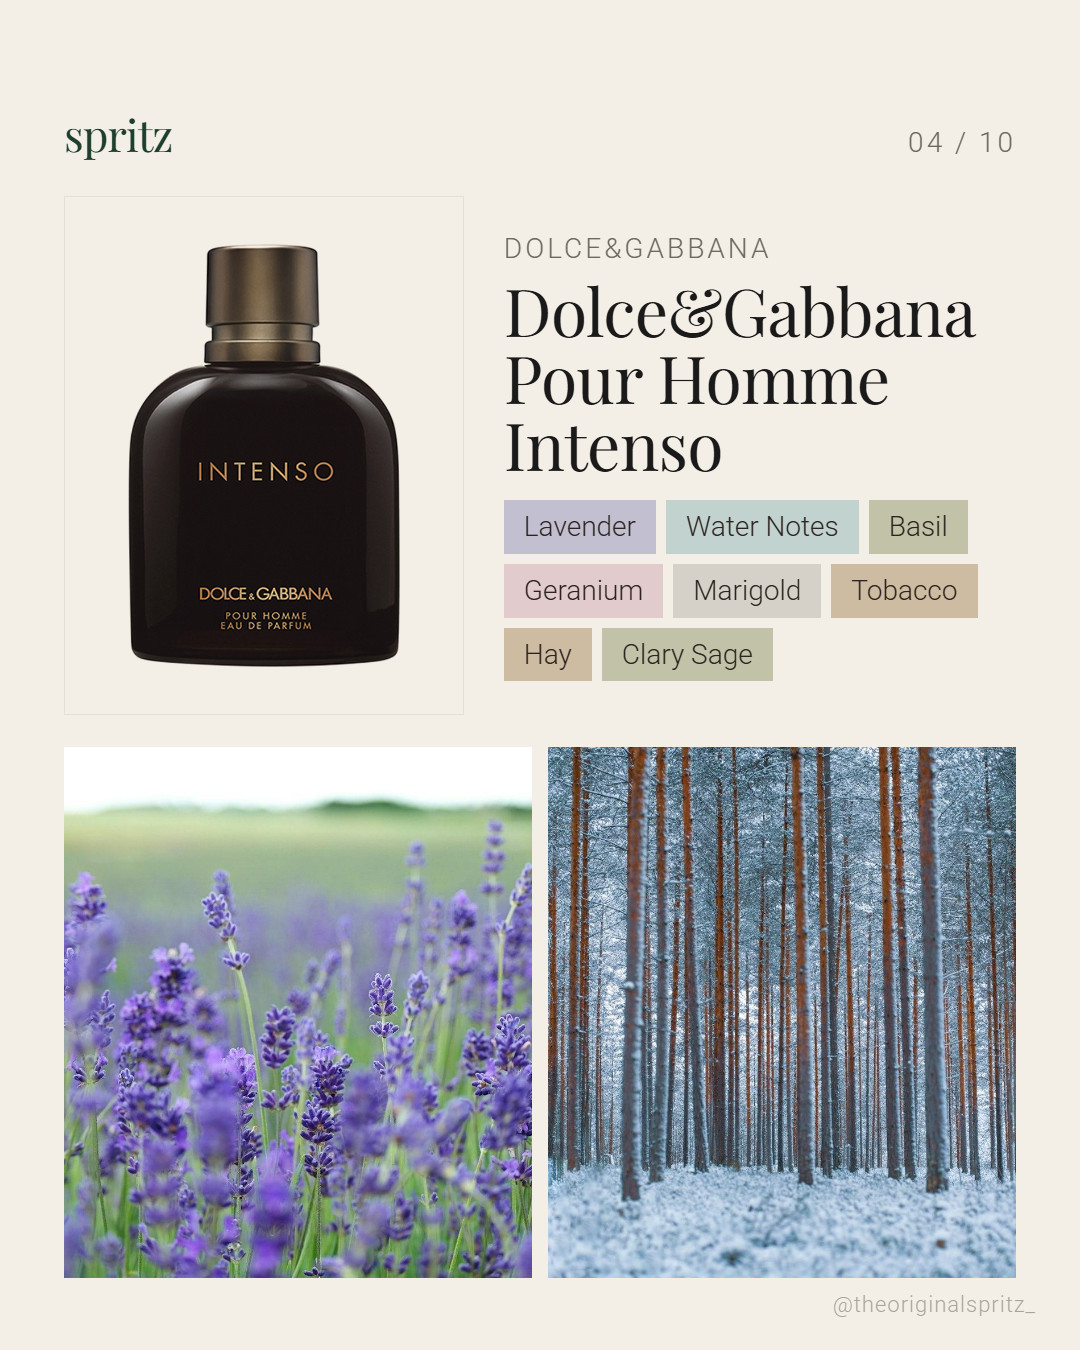 spritz
04 / 10
INTENSO
DOLCE&GABBANA
POUR HOMME
EAU DE PARFUM
DOLCE&GABBANA
Dolce&Gabbana
Pour Homme
Intenso
Lavender Water Notes Basil
Geranium Marigold Tobacco
Hay Clary Sage
@theoriginalspritz_